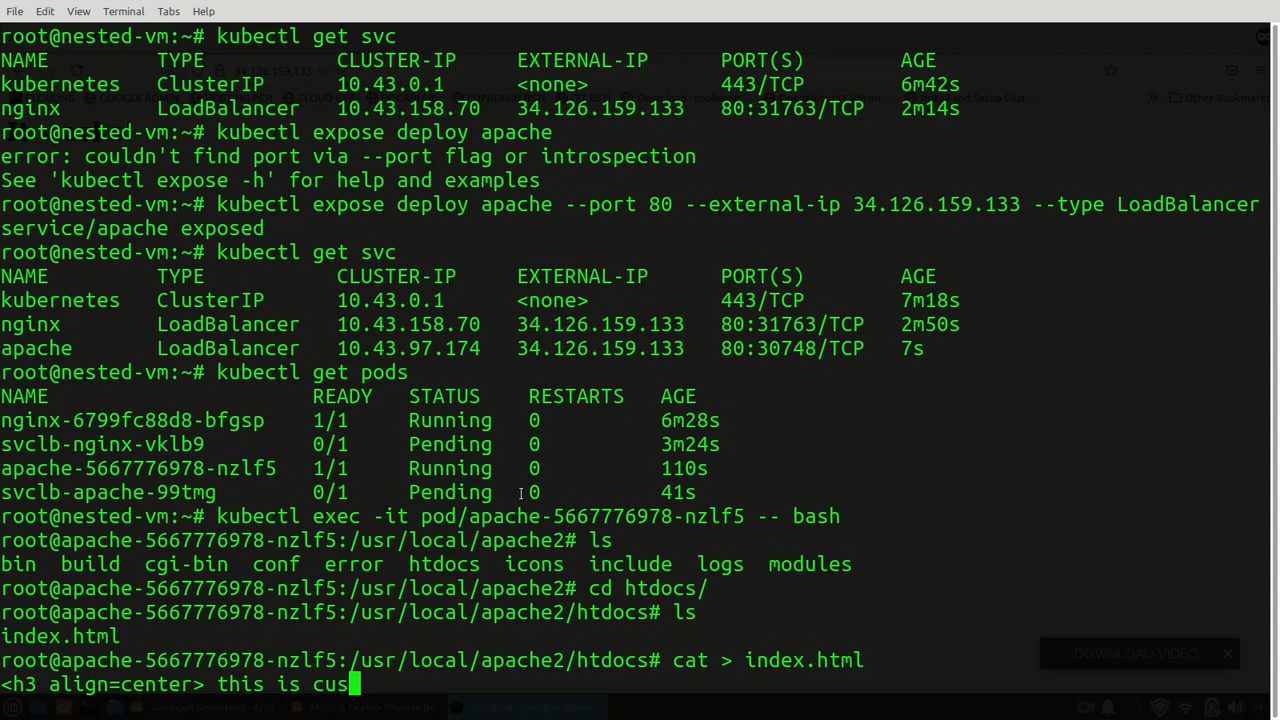 File Edit View Terminal Tabs Help
root@nested-vm:~# kubectl get svc
NAME TYPE CLUSTER-IP EXTERNAL-IP PORT(S) AGE
kubernetes ClusterIP 10.43.0.1 <none> 443/TCP 6m42s
nginx LoadBalancer 10.43.158.70 34.126.159.133 80:31763/TCP 2m14s
root@nested-vm:~# kubectl expose deploy apache
error: couldn't find port via --port flag or introspection
See 'kubectl expose -h' for help and examples
root@nested-vm:~# kubectl expose deploy apache --port 80 --external-ip 34.126.159.133 --type LoadBalancer
service/apache exposed
root@nested-vm:~# kubectl get svc
NAME TYPE CLUSTER-IP EXTERNAL-IP PORT(S) AGE
kubernetes ClusterIP 10.43.0.1 <none> 443/TCP 7m18s
nginx LoadBalancer 10.43.158.70 34.126.159.133 80:31763/TCP 2m50s
apache LoadBalancer 10.43.97.174 34.126.159.133 80:30748/TCP 7s
root@nested-vm:~# kubectl get pods
NAME READY STATUS RESTARTS AGE
nginx-6799fc88d8-bfgsp 1/1 Running 0 6m28s
svclb-nginx-vklb9 0/1 Pending 0 3m24s
apache-5667776978-nzlf5 1/1 Running 0 110s
svclb-apache-99tmg 0/1 Pending 0 41s
root@nested-vm:~# kubectl exec -it pod/apache-5667776978-nzlf5 -- bash
root@apache-5667776978-nzlf5:/usr/local/apache2# ls
bin build cgi-bin conf error htdocs icons include logs modules
root@apache-5667776978-nzlf5:/usr/local/apache2# cd htdocs/
root@apache-5667776978-nzlf5:/usr/local/apache2/htdocs# ls
index.html
root@apache-5667776978-nzlf5:/usr/local/apache2/htdocs# cat > index.html
<h3 align=center> this is cus
DOWNLOAD VIDEO